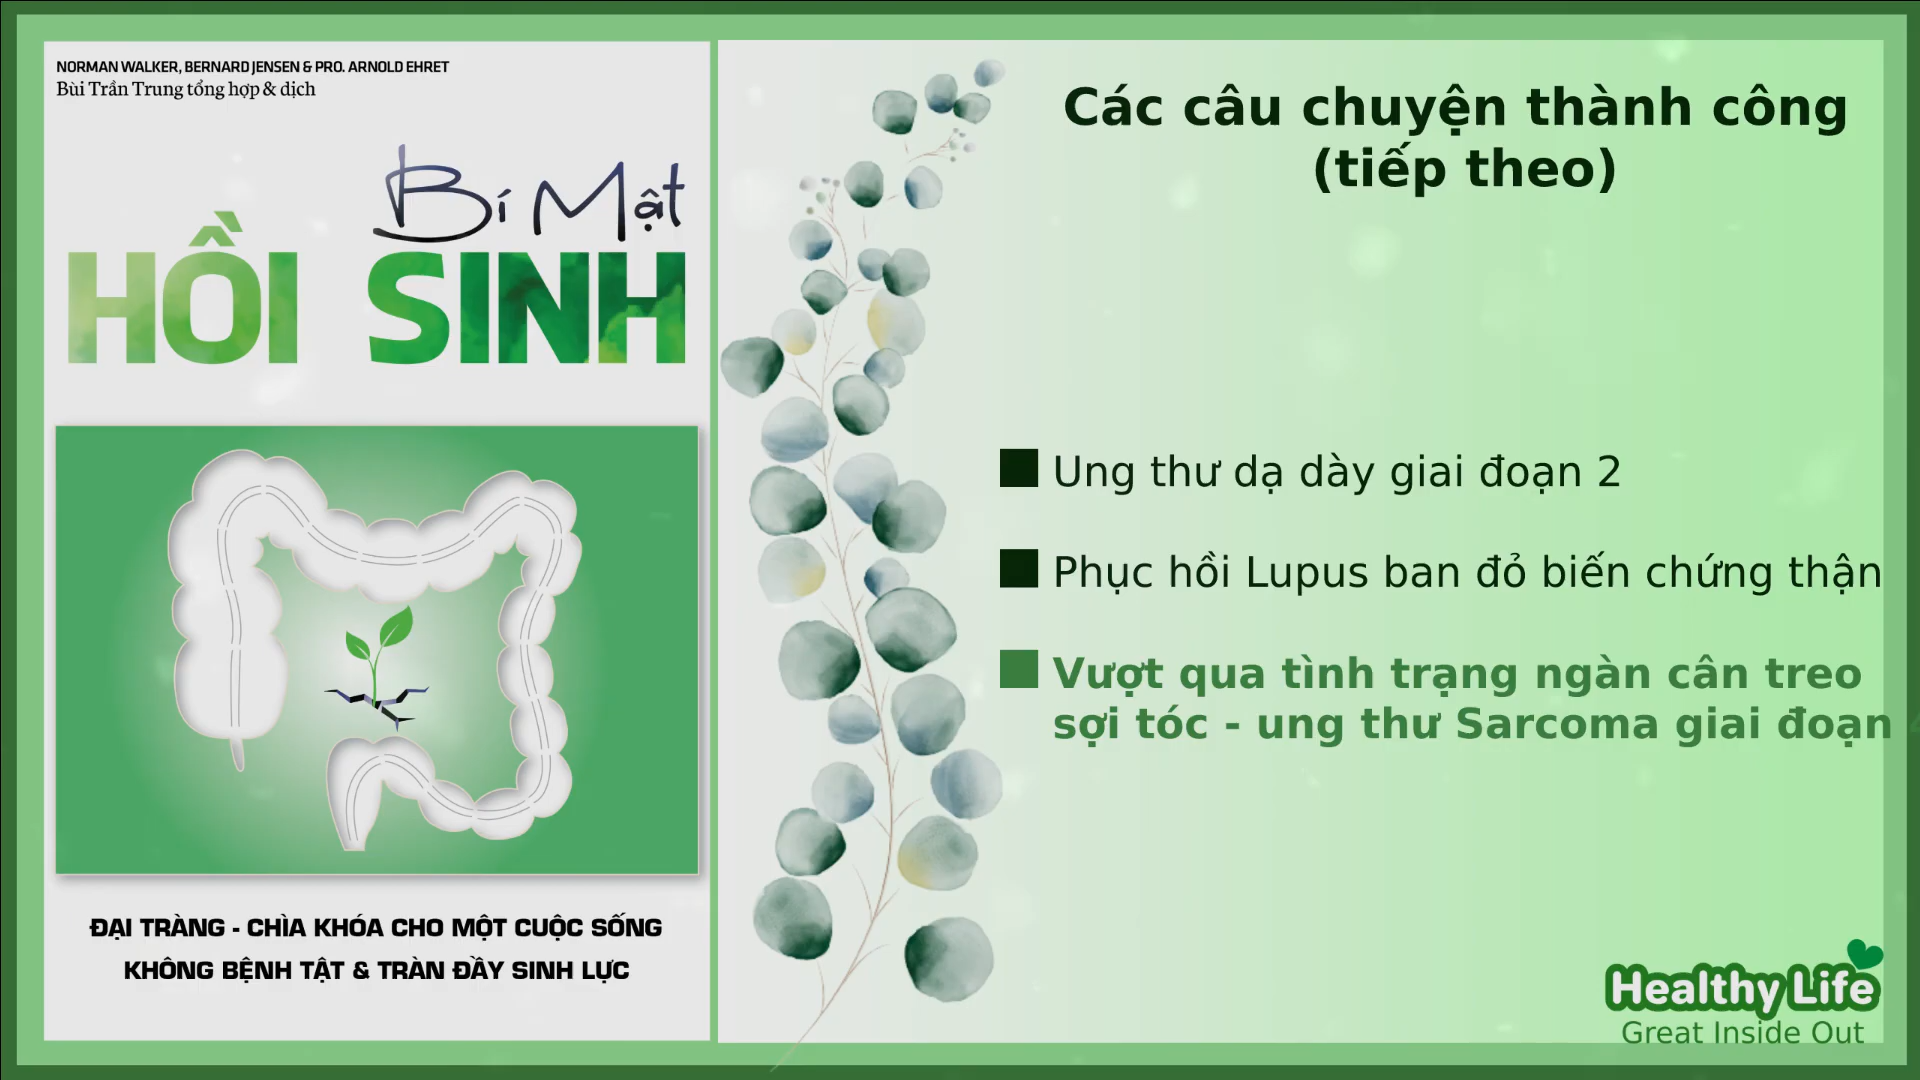 NORMAN WALKER, BERNARD JENSEN & PRO. ARNOLD EHRET
Bùi Trần Trung tổng hợp & dịch
Bí Mật
HỒI SINH
ĐẠI TRÀNG - CHÌA KHÓA CHO MỘT CUỘC SỐNG
KHÔNG BỆNH TẬT & TRÀN ĐẦY SINH LỰC
Các câu chuyện thành công
(tiếp theo)
Ung thư dạ dày giai đoạn 2
Phục hồi Lupus ban đỏ biến chứng thận
Vượt qua tình trạng ngàn cân treo
sợi tóc - ung thư Sarcoma giai đoạn
Healthy Life
Great Inside Out